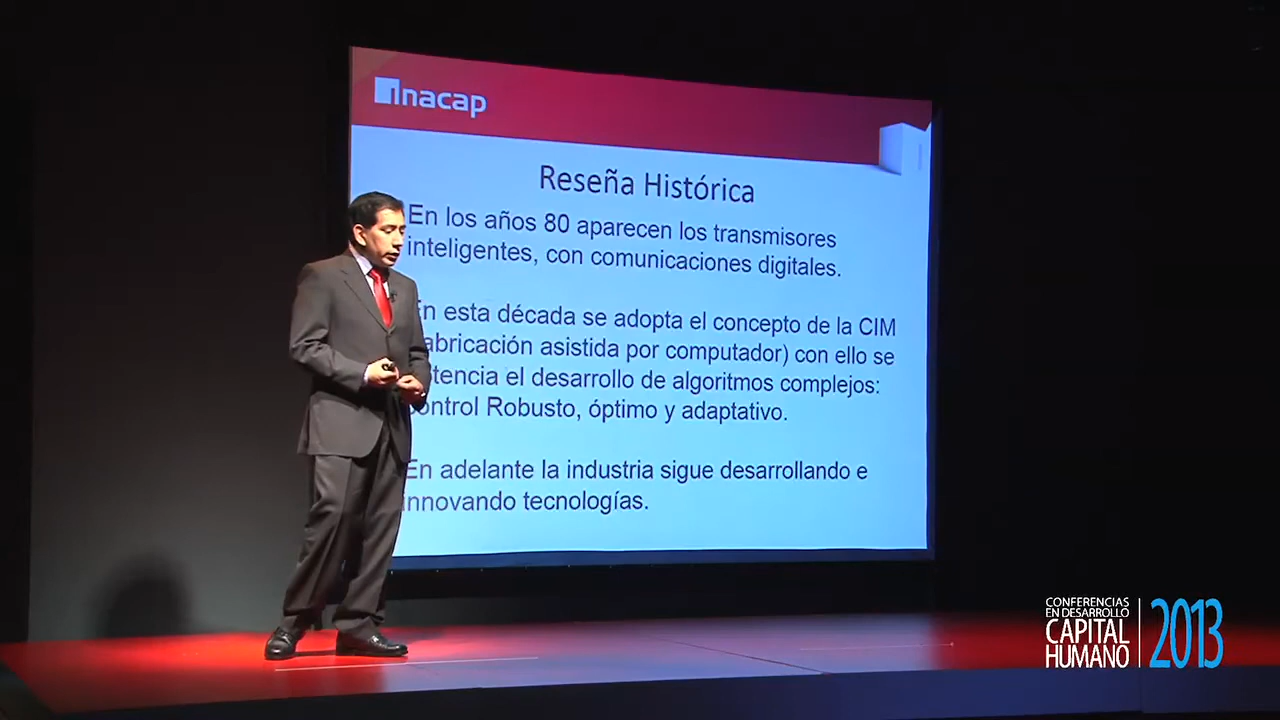 inacap
Reseña Histórica
En los años 80 aparecen los transmisores
inteligentes, con comunicaciones digitales.
En esta década se adopta el concepto de la CIM
abricación asistida por computador) con ello se
tencia el desarrollo de algoritmos complejos:
ontrol Robusto, óptimo y adaptativo.
En adelante la industria sigue desarrollando e
innovando tecnologías.
CONFERENCIAS
EN DESARROLLO
CAPITAL
HUMANO
2013